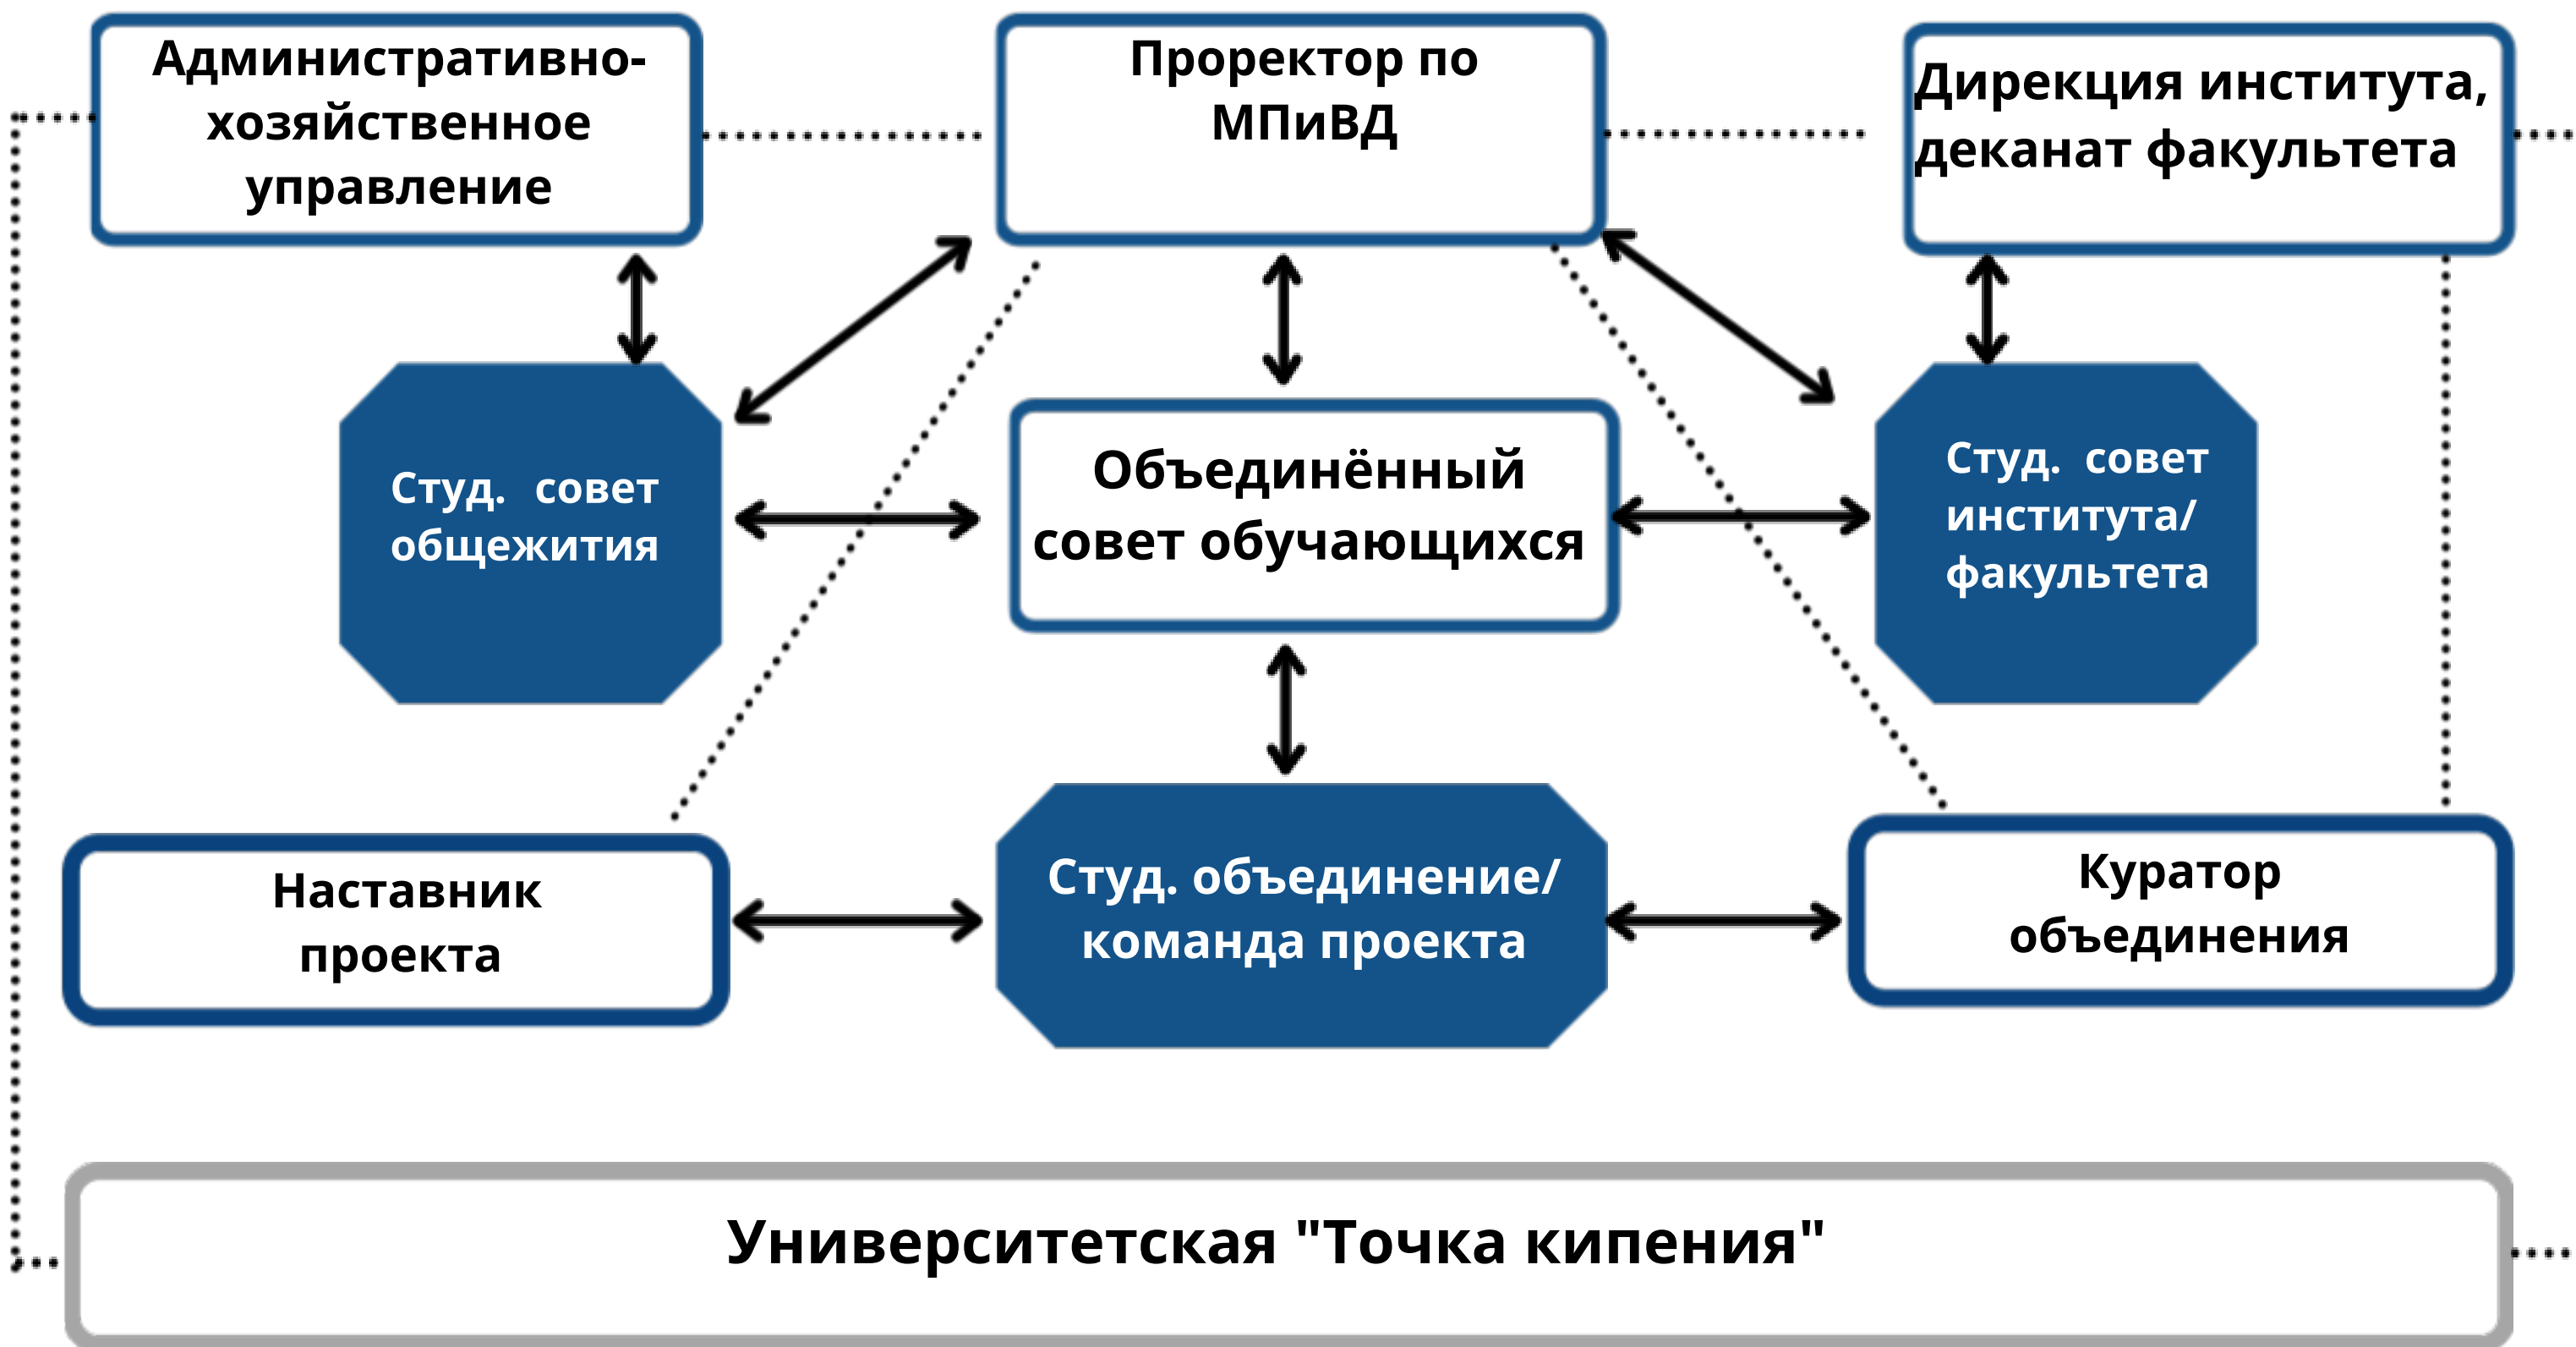 Административно-
хозяйственное
управление
Проректор по
МПиВД
Дирекция института,
деканат факультета
Студ. совет
общежития
Объединённый
совет обучающихся
Студ. совет
института/
факультета
Наставник
проекта
Студ. объединение/
команда проекта
Куратор
объединения
Университетская "Точка кипения"